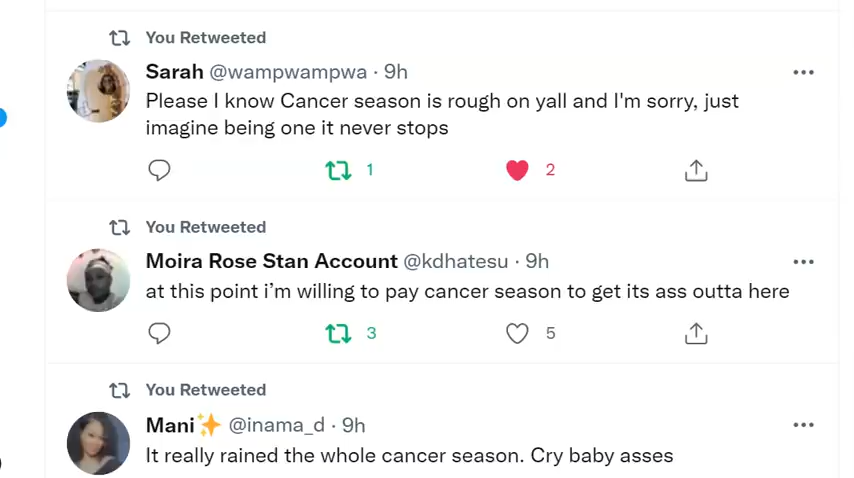 You Retweeted
Sarah @wampwampwa · 9h
Please I know Cancer season is rough on yall and I'm sorry, just
imagine being one it never stops
1 2
You Retweeted
Moira Rose Stan Account @kdhatesu · 9h
at this point i’m willing to pay cancer season to get its ass outta here
3 5
You Retweeted
Mani✨ @inama_d · 9h
It really rained the whole cancer season. Cry baby asses